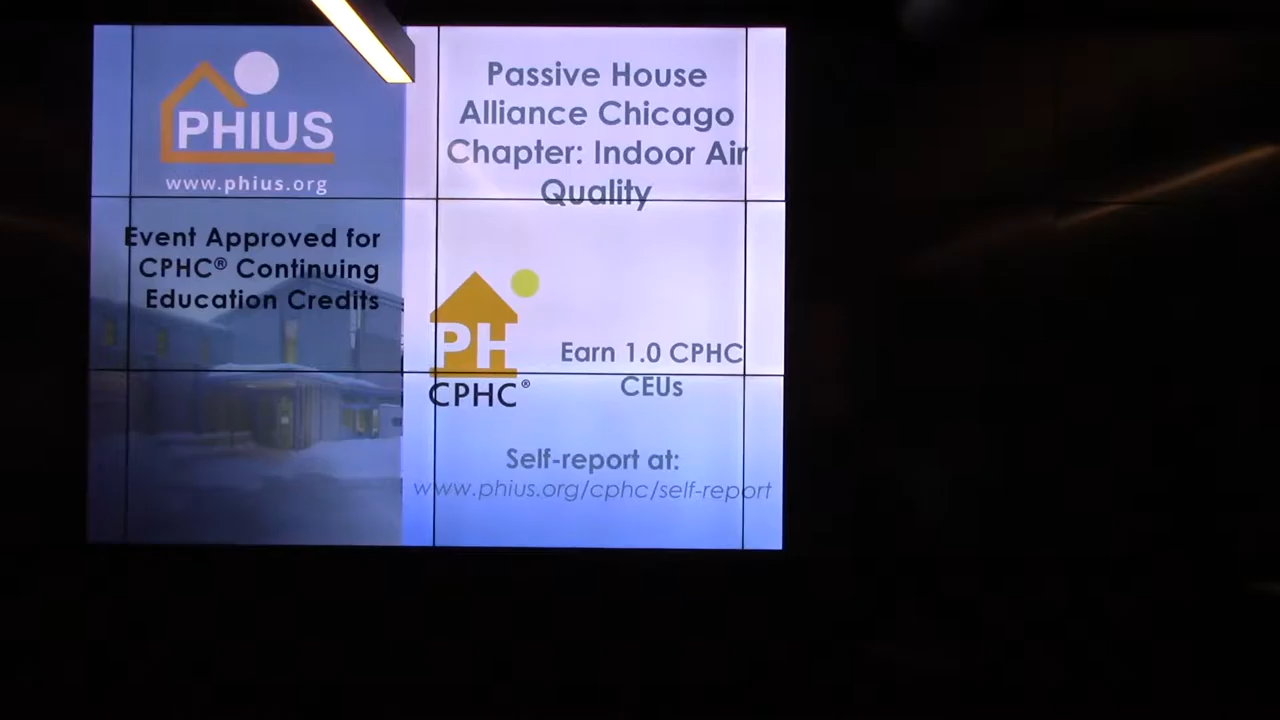 PHIUS
www.phius.org
Event Approved for
CPHC® Continuing
Education Credits
Passive House
Alliance Chicago
Chapter: Indoor Air
Quality
PH
CPHC®
Earn 1.0 CPHC
CEUs
Self-report at:
www.phius.org/cphc/self-report